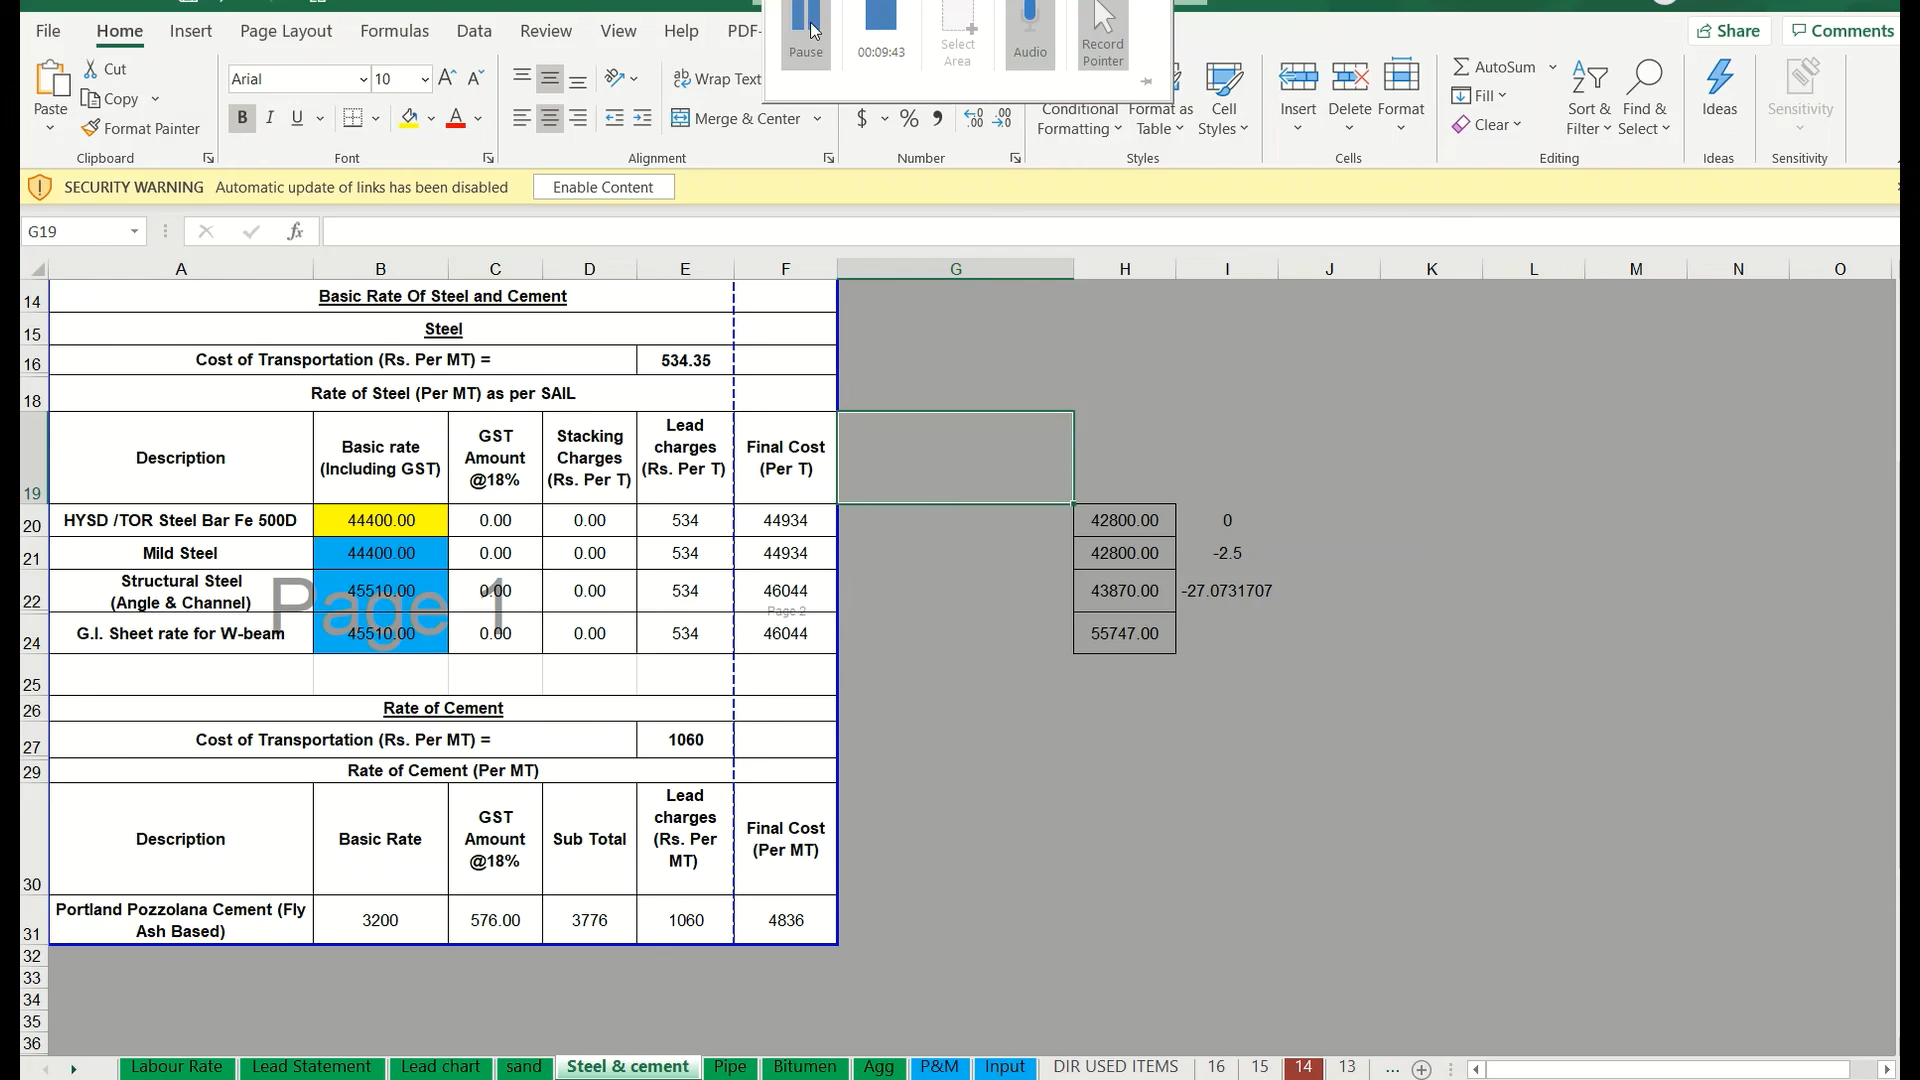 File Home Insert Page Layout Formulas Data Review View Help PDF- Share Comments
Pause 00:09:43 Select Area Audio Record Pointer
Paste Cut Copy Format Painter Clipboard
Arial 10 B I U Font
Wrap Text Merge & Center Alignment
$ % Number
Conditional Formatting Format as Table Cell Styles Styles
Insert Delete Format Cells
AutoSum Fill Clear Sort & Filter Find & Select Editing
Ideas Ideas Sensitivity Sensitivity
SECURITY WARNING Automatic update of links has been disabled Enable Content
G19 fx
A B C D E F G H I J K L M N O
14 Basic Rate Of Steel and Cement
15 Steel
16 Cost of Transportation (Rs. Per MT) = 534.35
18 Rate of Steel (Per MT) as per SAIL
19 Description Basic rate (Including GST) GST Amount @18% Stacking Charges (Rs. Per T) Lead charges (Rs. Per T) Final Cost (Per T)
20 HYSD /TOR Steel Bar Fe 500D 44400.00 0.00 0.00 534 44934 42800.00 0
21 Mild Steel 44400.00 0.00 0.00 534 44934 42800.00 -2.5
22 Structural Steel (Angle & Channel) 45510.00 0.00 0.00 534 46044 43870.00 -27.0731707
Page 1
Page 2
24 G.I. Sheet rate for W-beam 45510.00 0.00 0.00 534 46044 55747.00
25
26 Rate of Cement
27 Cost of Transportation (Rs. Per MT) = 1060
29 Rate of Cement (Per MT)
30 Description Basic Rate GST Amount @18% Sub Total Lead charges (Rs. Per MT) Final Cost (Per MT)
31 Portland Pozzolana Cement (Fly Ash Based) 3200 576.00 3776 1060 4836
32
33
34
35
36
Labour Rate Lead Statement Lead chart sand Steel & cement Pipe Bitumen Agg P&M Input DIR USED ITEMS 16 15 14 13 ...